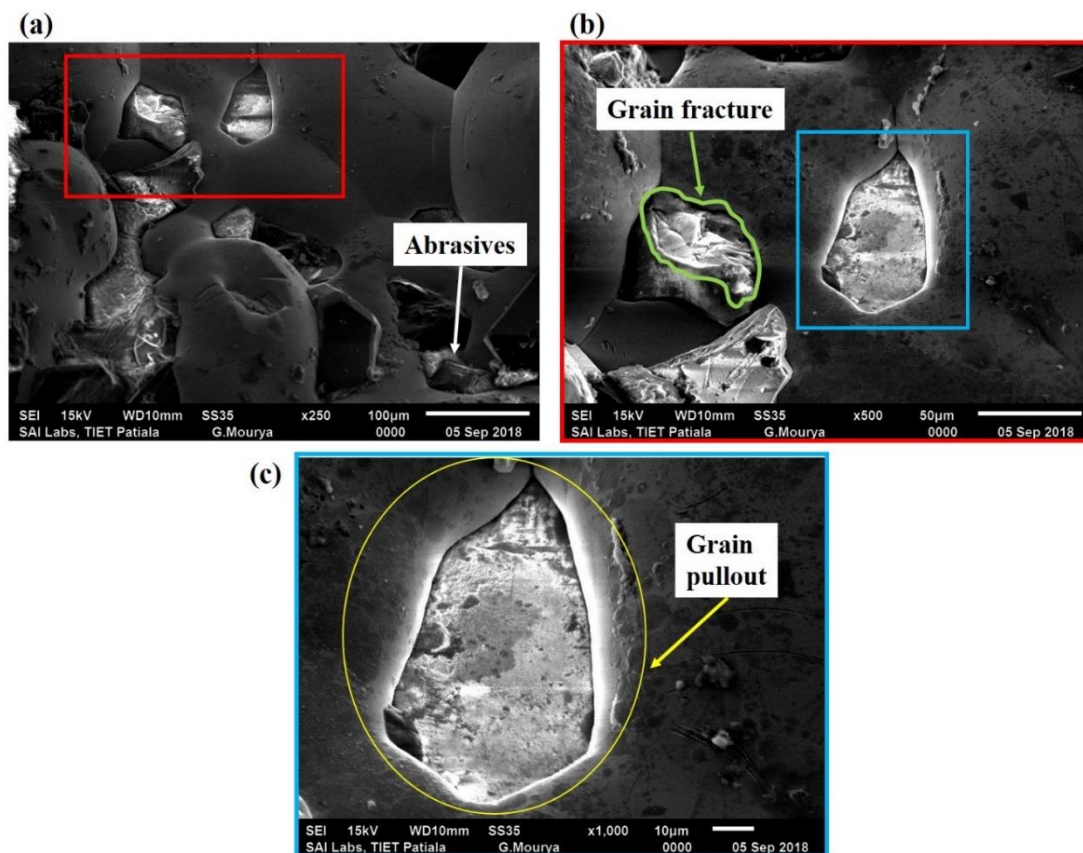 (a)
Abrasives
SEI 15kV WD10mm SS35 x250 100µm
SAI Labs, TIET Patiala G.Mourya 0000 05 Sep 2018
(b)
Grain fracture
SEI 15kV WD10mm SS35 x500 50µm
SAI Labs, TIET Patiala G.Mourya 0000 05 Sep 2018
(c)
Grain
pullout
SEI 15kV WD10mm SS35 x1,000 10µm
SAI Labs, TIET Patiala G.Mourya 0000 05 Sep 2018